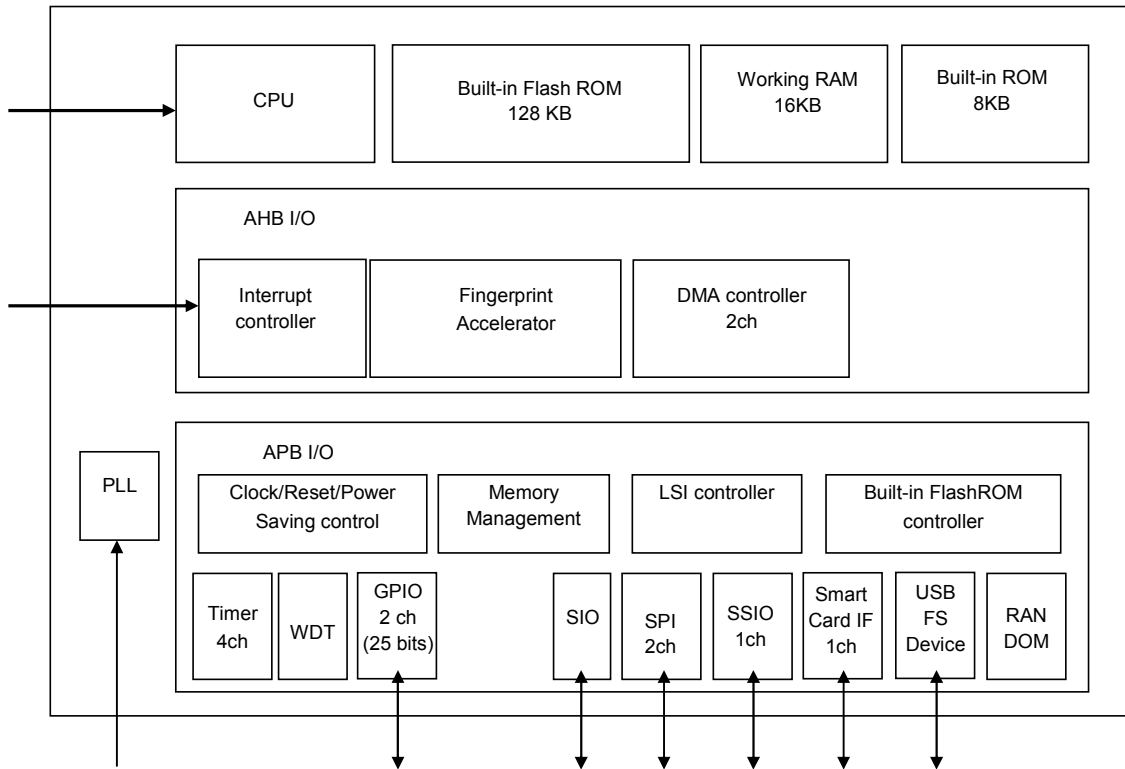 CPU
Built-in Flash ROM
128 KB
Working RAM
16KB
Built-in ROM
8KB
AHB I/O
Interrupt
controller
Fingerprint
Accelerator
DMA controller
2ch
PLL
APB I/O
Clock/Reset/Power
Saving control
Memory
Management
LSI controller
Built-in FlashROM
controller
Timer
4ch
WDT
GPIO
2 ch
(25 bits)
SIO
SPI
2ch
SSIO
1ch
Smart
Card IF
1ch
USB
FS
Device
RAN
DOM